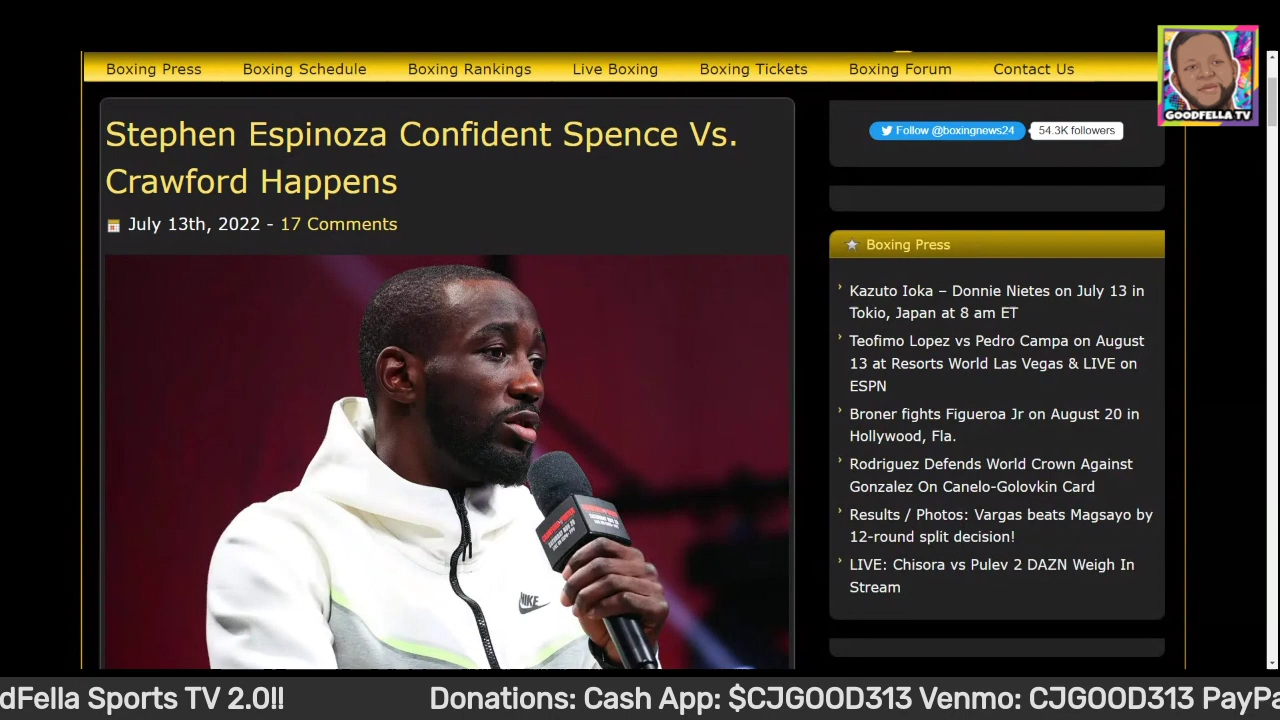 Boxing Press Boxing Schedule Boxing Rankings Live Boxing Boxing Tickets Boxing Forum Contact Us
GOODFELLA TV
Stephen Espinoza Confident Spence Vs.
Crawford Happens
July 13th, 2022 - 17 Comments
NIKE
Follow @boxingnews24 54.3K followers
Boxing Press
Kazuto Ioka – Donnie Nietes on July 13 in
Tokio, Japan at 8 am ET
Teofimo Lopez vs Pedro Campa on August
13 at Resorts World Las Vegas & LIVE on
ESPN
Broner fights Figueroa Jr on August 20 in
Hollywood, Fla.
Rodriguez Defends World Crown Against
Gonzalez On Canelo-Golovkin Card
Results / Photos: Vargas beats Magsayo by
12-round split decision!
LIVE: Chisora vs Pulev 2 DAZN Weigh In
Stream
dFella Sports TV 2.0!! Donations: Cash App: $CJGOOD313 Venmo: CJGOOD313 PayPa